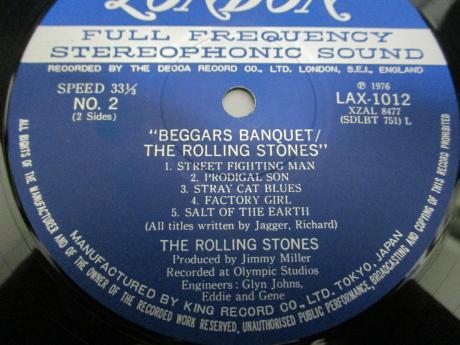 LONDON
FULL FREQUENCY
STEREOPHONIC SOUND
RECORDED BY THE DECCA RECORD CO., LTD. LONDON, S.E.I., ENGLAND
SPEED 33⅓
NO. 2
(2 Sides)
Ⓟ 1976
LAX-1012
XZAL 8477
(SDLBT 751) L
"BEGGARS BANQUET/
THE ROLLING STONES"
1. STREET FIGHTING MAN
2. PRODIGAL SON
3. STRAY CAT BLUES
4. FACTORY GIRL
5. SALT OF THE EARTH
(All titles written by Jagger, Richard)
THE ROLLING STONES
Produced by Jimmy Miller
Recorded at Olympic Studios
Engineers: Glyn Johns,
Eddie and Gene
MANUFACTURED BY KING RECORD CO., LTD. TOKYO. JAPAN
ALL RIGHTS OF THE MANUFACTURER AND OF THE OWNER OF THE RECORDED WORK RESERVED, UNAUTHORISED PUBLIC PERFORMANCE, BROADCASTING AND COPYING OF THIS RECORD PROHIBITED